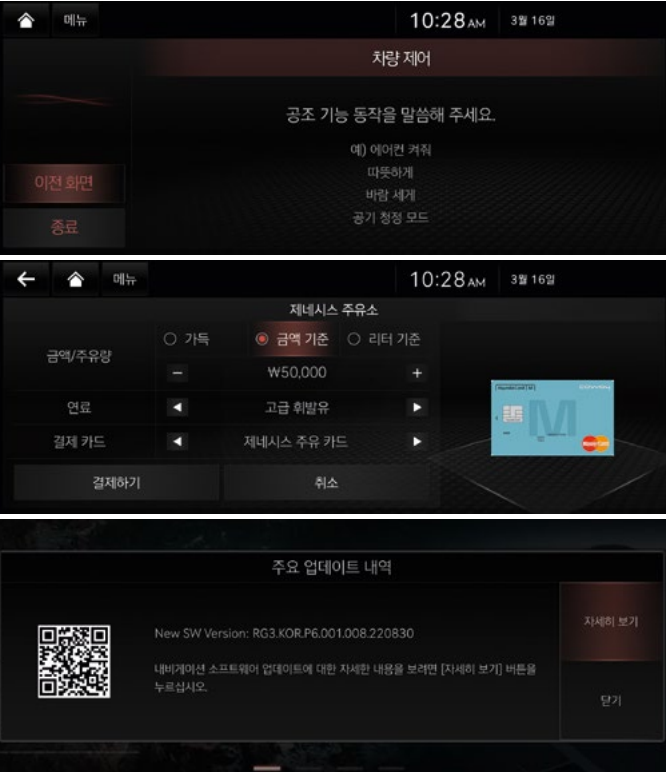 메뉴
10:28 AM 3월 16일
차량 제어
공조 기능 동작을 말씀해 주세요.
예) 에어컨 켜줘
따뜻하게
바람 세게
공기 청정 모드
이전 화면
종료
메뉴
10:28 AM 3월 16일
제네시스 주유소
금액/주유량
가득
금액 기준
리터 기준
− ₩50,000 +
연료
고급 휘발유
결제 카드
제네시스 주유 카드
결제하기
취소
M
주요 업데이트 내역
New SW Version: RG3.KOR.P6.001.008.220830
내비게이션 소프트웨어 업데이트에 대한 자세한 내용을 보려면 [자세히 보기] 버튼을
누르십시오.
자세히 보기
닫기